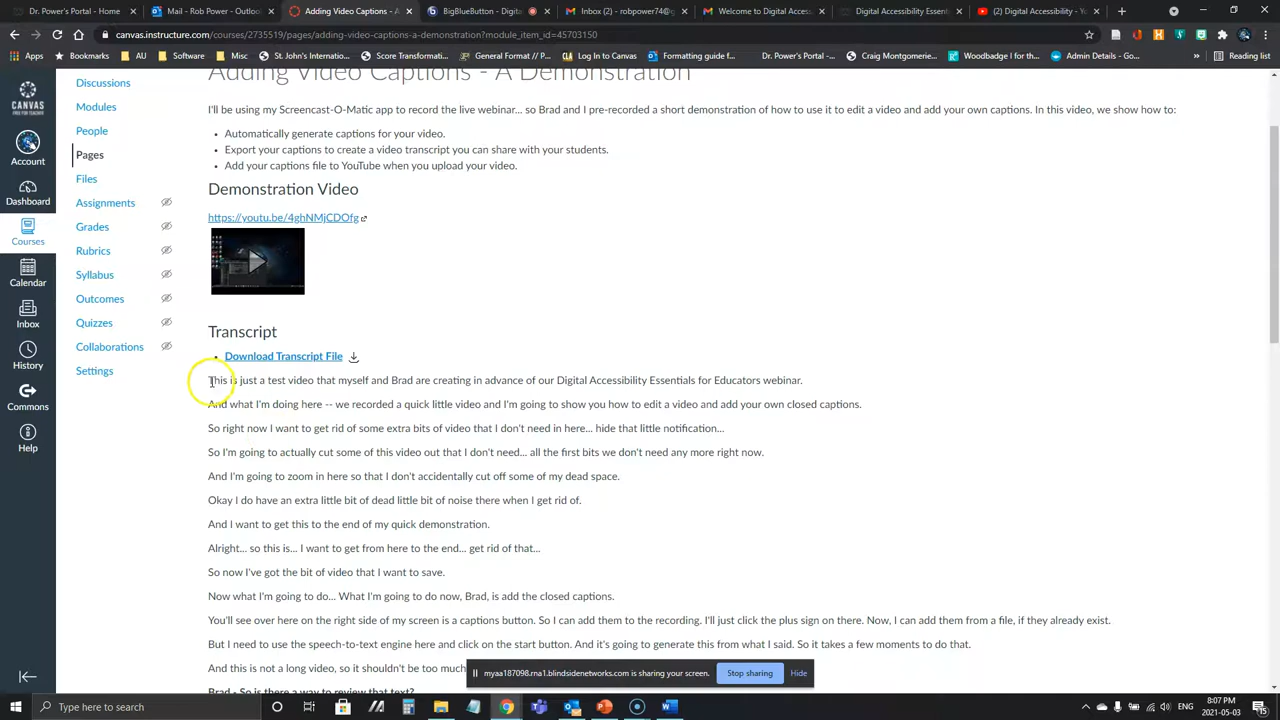 Mail - Rob Power - Outlook
Adding Video Captions - A
BigBlueButton - Digital
Inbox (7) - robpower74@g
Welcome to Digital Access
Digital Accessibility Essen
Digital Accessibility - Yo
canvas.instructure.com/courses/2735519/pages/adding-video-captions-a-demonstration?module_item_id=45703150
Apps
Bookmarks
AU
Software
Misc
St. John's Internatio...
Score Transformati...
General Format //...
Log In to Canvas
Formatting guide f...
Dr. Power's Portal...
Craig Montgomerie...
Woodbadge I for th...
Admin Details - Go...
Reading list
Adding Video Captions - A Demonstration
Discussions
Modules
People
Pages
Files
Assignments
Grades
Rubrics
Syllabus
Outcomes
Quizzes
Collaborations
Settings
CANVAS
FREE FOR TEACHER
Account
Dashboard
Courses
Calendar
Inbox
History
Commons
Help
I'll be using my Screencast-O-Matic app to record the live webinar... so Brad and I pre-recorded a short demonstration of how to use it to edit a video and add your own captions. In this video, we show how to:
Automatically generate captions for your video.
Export your captions to create a video transcript you can share with your students.
Add your captions file to YouTube when you upload your video.
Demonstration Video
https://youtu.be/4ghNMjCDOfg
Transcript
Download Transcript File
This is just a test video that myself and Brad are creating in advance of our Digital Accessibility Essentials for Educators webinar.
And what I'm doing here -- we recorded a quick little video and I'm going to show you how to edit a video and add your own closed captions.
So right now I want to get rid of some extra bits of video that I don't need in here... hide that little notification...
So I'm going to actually cut some of this video out that I don't need... all the first bits we don't need any more right now.
And I'm going to zoom in here so that I don't accidentally cut off some of my dead space.
Okay I do have an extra little bit of dead little bit of noise there when I get rid of.
And I want to get this to the end of my quick demonstration.
Alright... so this is... I want to get from here to the end... get rid of that...
So now I've got the bit of video that I want to save.
Now what I'm going to do... What I'm going to do now, Brad, is add the closed captions.
You'll see over here on the right side of my screen is a captions button. So I can add them to the recording. I'll just click the plus sign on there. Now, I can add them from a file, if they already exist.
But I need to use the speech-to-text engine here and click on the start button. And it's going to generate this from what I said. So it takes a few moments to do that.
And this is not a long video, so it shouldn't be too much
Brad - So is there a way to review that text?
myaa187098.rna1.blindsidenetworks.com is sharing your screen.
Stop sharing
Hide
Type here to search
8:07 PM
2021-05-03